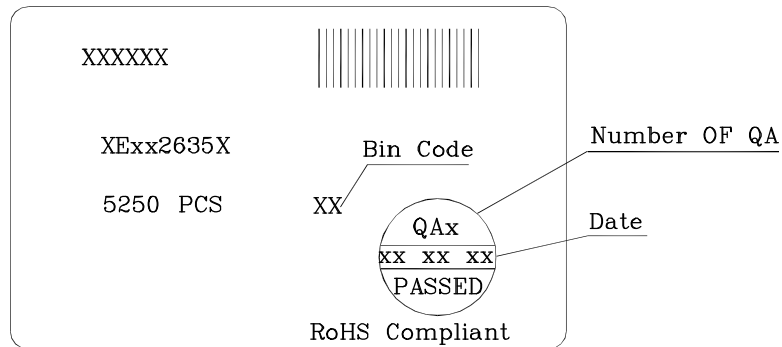 XXXXXX
XExx2635X
Bin Code
Number OF QA
5250 PCS
XX
QAx
Date
xx xx xx
PASSED
RoHS Compliant